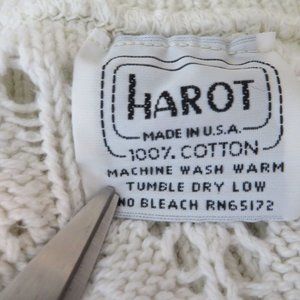 HAROT
MADE IN U.S.A.
100% COTTON
MACHINE WASH WARM
TUMBLE DRY LOW
NO BLEACH RN65172